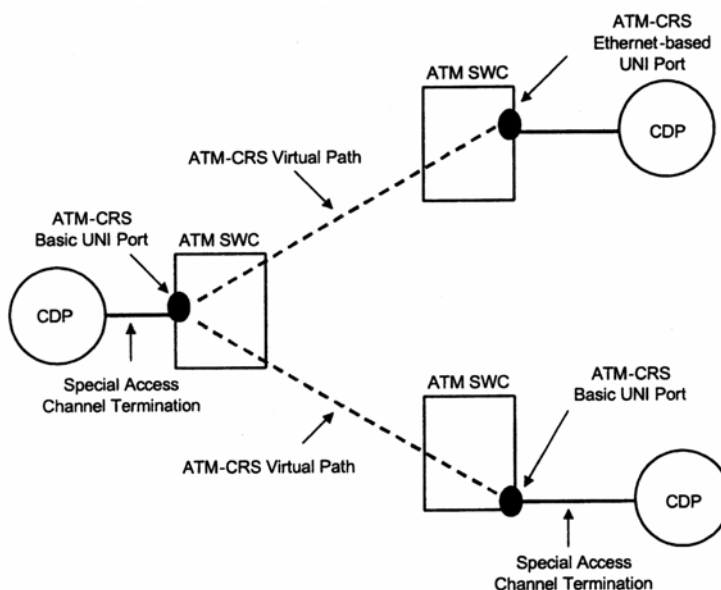 ATM-CRS
Ethernet-based
UNI Port
ATM SWC
CDP
ATM-CRS Virtual Path
ATM-CRS
Basic UNI Port
ATM SWC
CDP
Special Access
Channel Termination
ATM-CRS Virtual Path
ATM SWC
ATM-CRS
Basic UNI Port
CDP
Special Access
Channel Termination